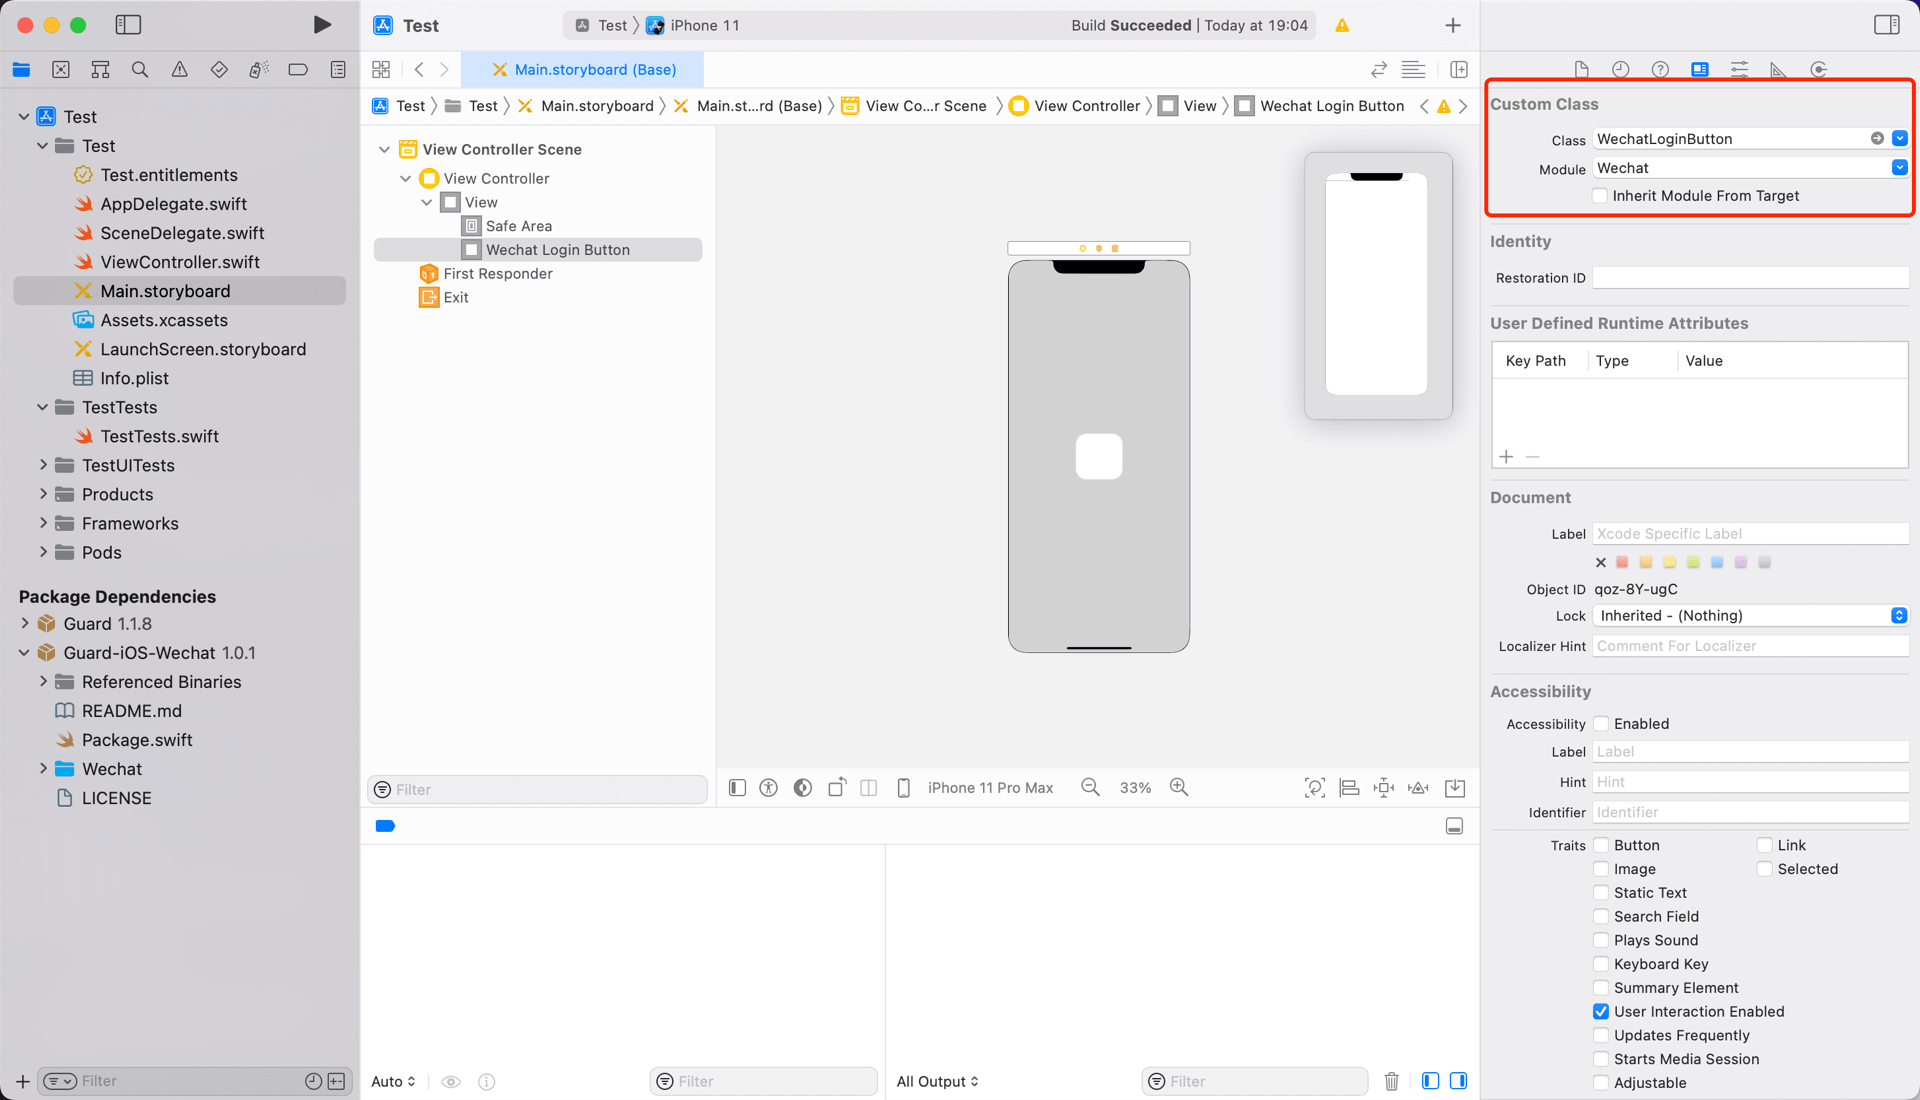 Test
Test
iPhone 11
Build Succeeded | Today at 19:04
Main.storyboard (Base)
Test
Test
Main.storyboard
Main.st...rd (Base)
View Co...r Scene
View Controller
View
Wechat Login Button
Test
Test
Test.entitlements
AppDelegate.swift
SceneDelegate.swift
ViewController.swift
Main.storyboard
Assets.xcassets
LaunchScreen.storyboard
Info.plist
TestTests
TestTests.swift
TestUITests
Products
Frameworks
Pods
Package Dependencies
Guard 1.1.8
Guard-iOS-Wechat 1.0.1
Referenced Binaries
README.md
Package.swift
Wechat
LICENSE
Filter
View Controller Scene
View Controller
View
Safe Area
Wechat Login Button
First Responder
Exit
Filter
iPhone 11 Pro Max
33%
Auto
Filter
All Output
Filter
Custom Class
Class WechatLoginButton
Module Wechat
Inherit Module From Target
Identity
Restoration ID
User Defined Runtime Attributes
Key Path Type Value
Document
Label Xcode Specific Label
Object ID qoz-8Y-ugC
Lock Inherited - (Nothing)
Localizer Hint Comment For Localizer
Accessibility
Accessibility Enabled
Label Label
Hint Hint
Identifier Identifier
Traits Button Link
Image Selected
Static Text
Search Field
Plays Sound
Keyboard Key
Summary Element
User Interaction Enabled
Updates Frequently
Starts Media Session
Adjustable